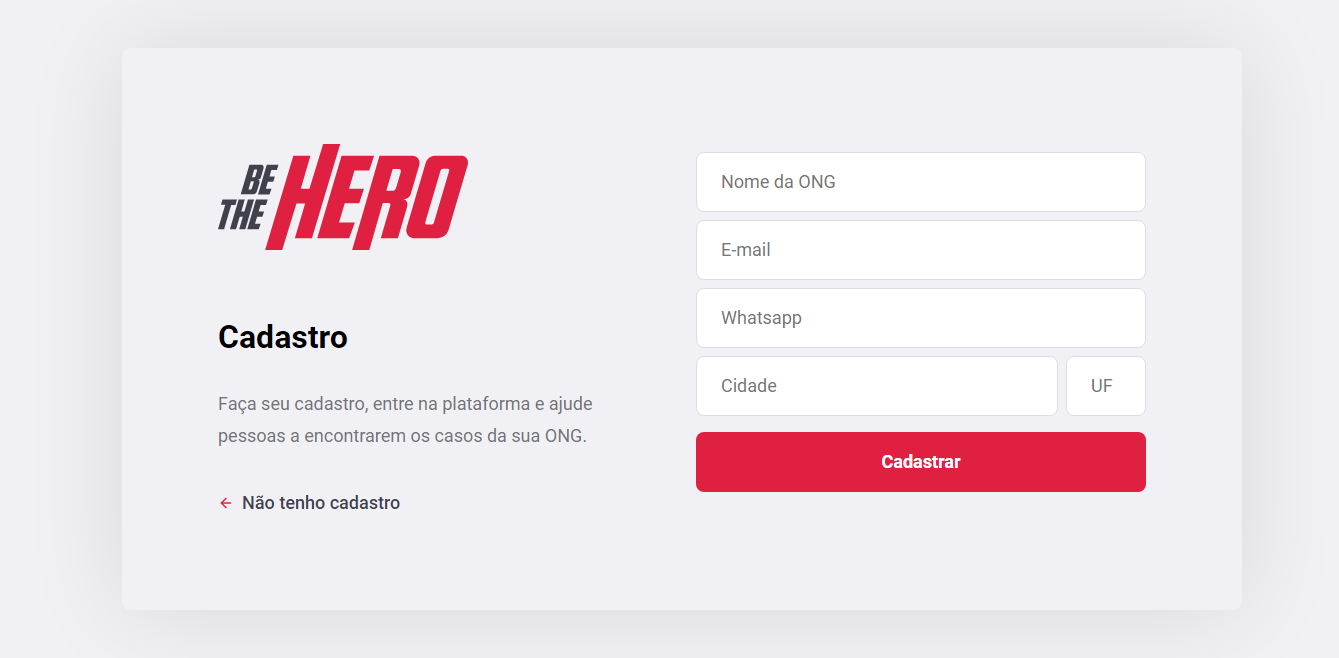 BE
THE
HERO
Cadastro
Faça seu cadastro, entre na plataforma e ajude
pessoas a encontrarem os casos da sua ONG.
Não tenho cadastro
Nome da ONG
E-mail
Whatsapp
Cidade
UF
Cadastrar